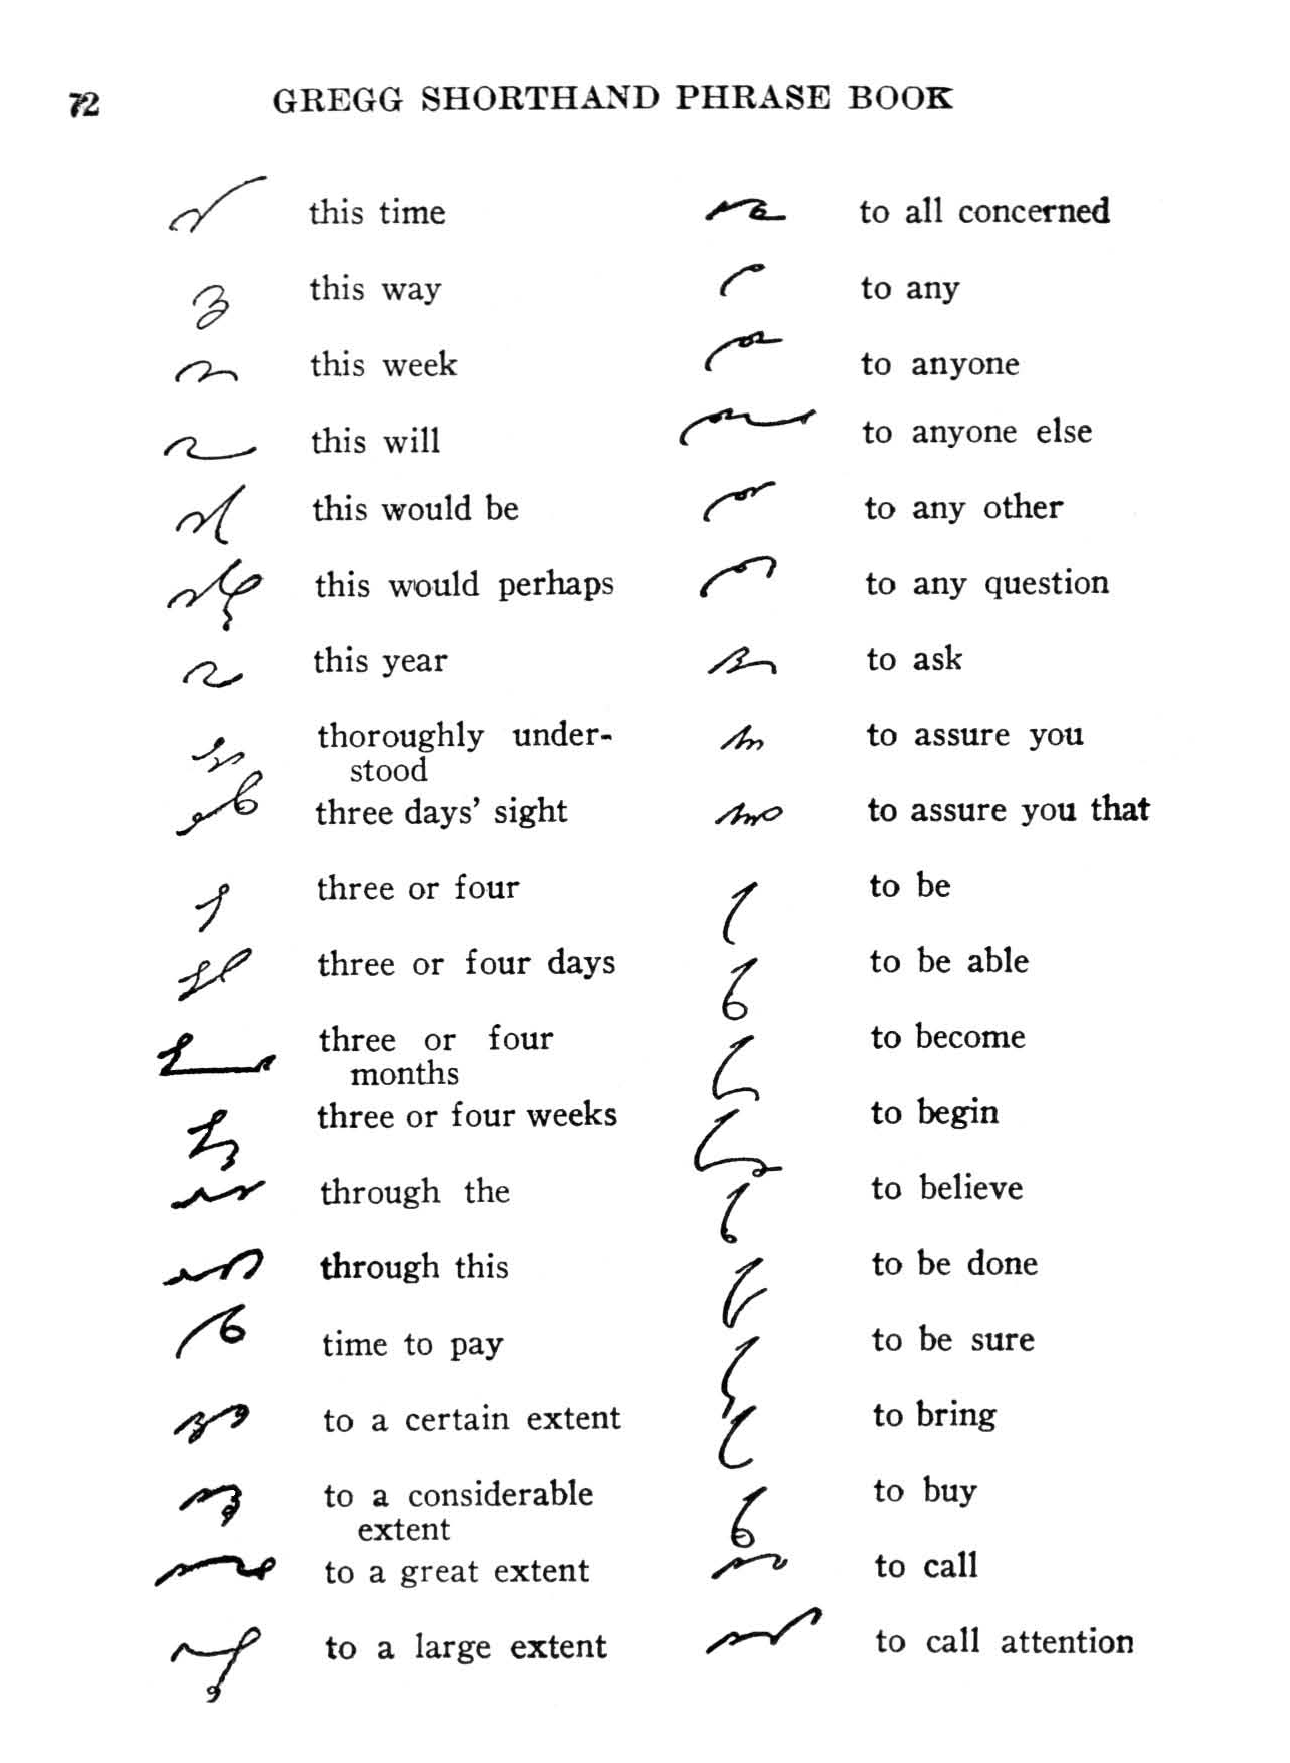 72
GREGG SHORTHAND PHRASE BOOK
this time
this way
this week
this will
this would be
this would perhaps
this year
thoroughly under-
stood
three days' sight
three or four
three or four days
three or four
months
three or four weeks
through the
through this
time to pay
to a certain extent
to a considerable
extent
to a great extent
to a large extent
to all concerned
to any
to anyone
to anyone else
to any other
to any question
to ask
to assure you
to assure you that
to be
to be able
to become
to begin
to believe
to be done
to be sure
to bring
to buy
to call
to call attention